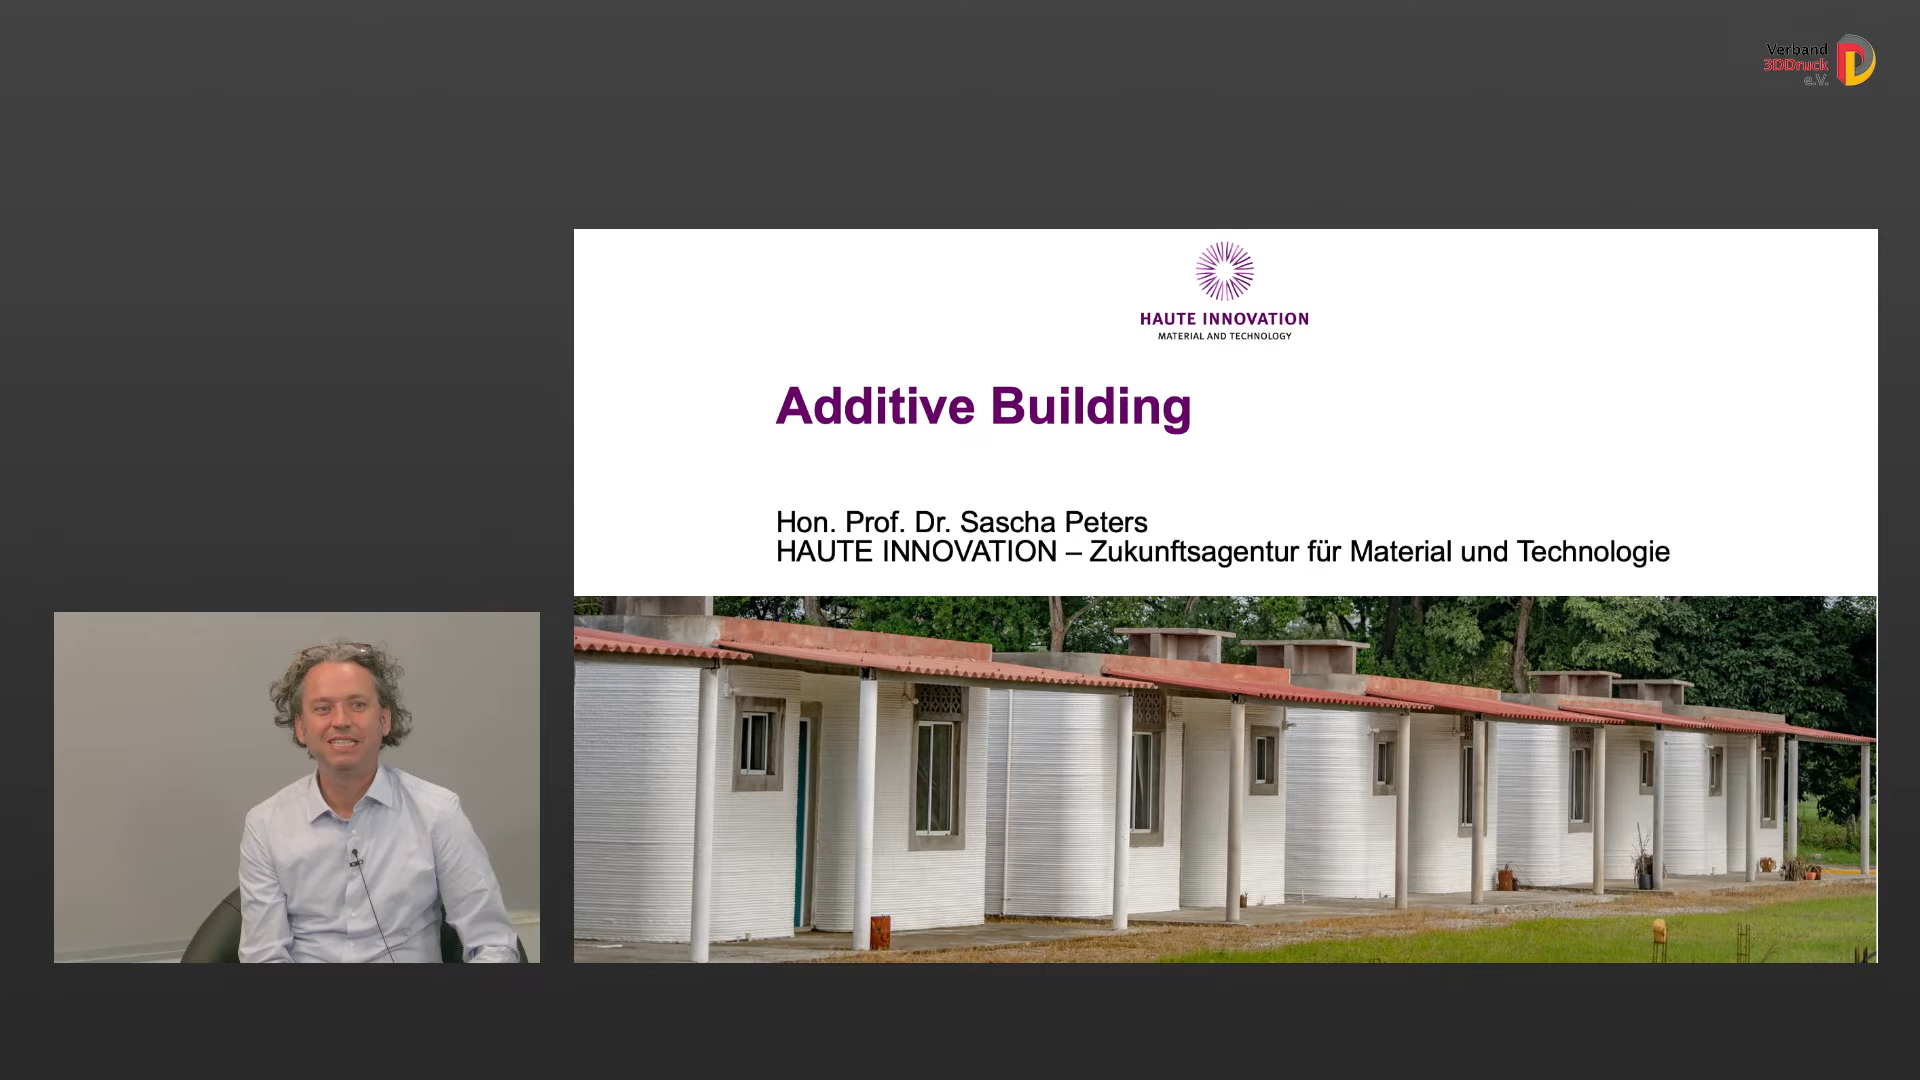 Verband
3DDruck
e.V.
HAUTE INNOVATION
MATERIAL AND TECHNOLOGY
Additive Building
Hon. Prof. Dr. Sascha Peters
HAUTE INNOVATION – Zukunftsagentur für Material und Technologie